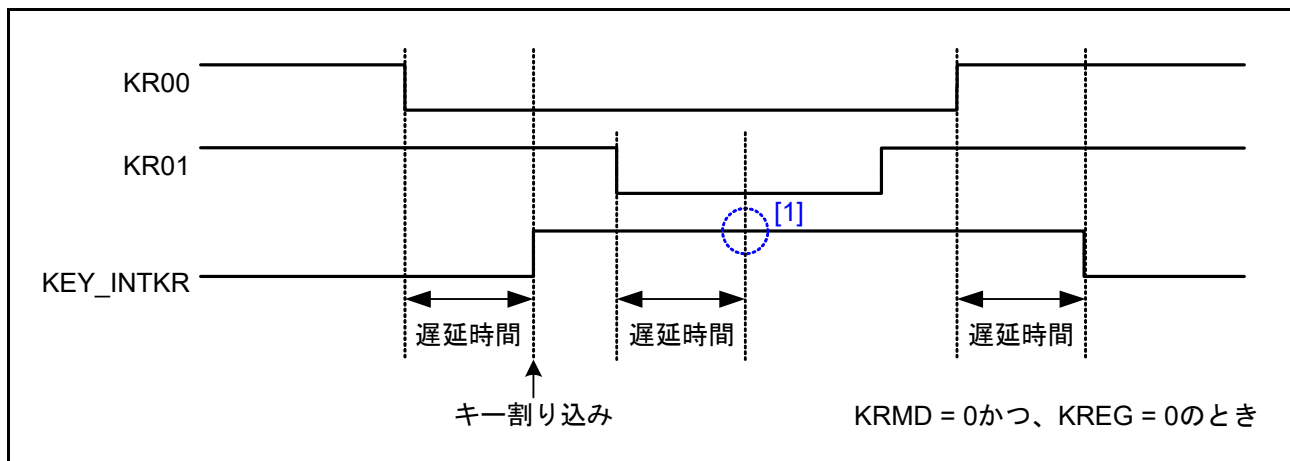 KR00
KR01
[1]
KEY_INTKR
遅延時間 遅延時間 遅延時間
キー割り込み
KRMD = 0かつ、KREG = 0のとき